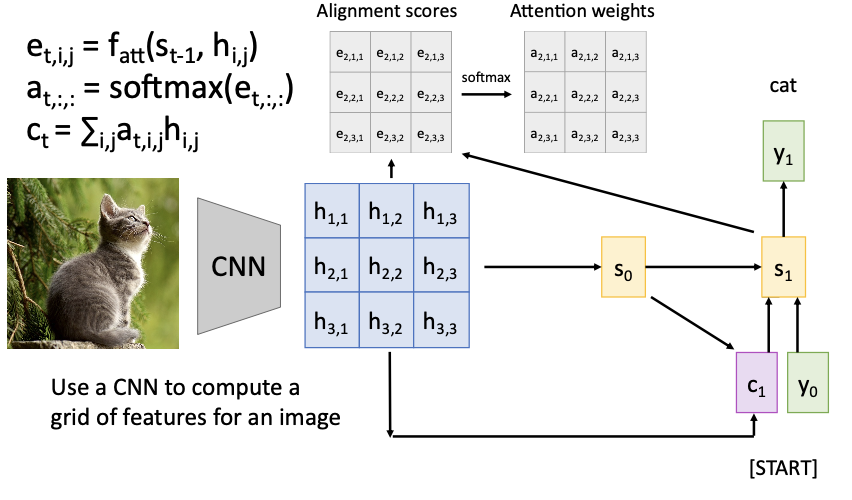 Alignment scores
Attention weights
e_{t,i,j} = f_{att}(s_{t-1}, h_{i,j})
a_{t,:,:} = softmax(e_{t,:,:})
c_t = ∑_{i,j}a_{t,i,j}h_{i,j}
e_{2,1,1} e_{2,1,2} e_{2,1,3}
e_{2,2,1} e_{2,2,2} e_{2,2,3}
e_{2,3,1} e_{2,3,2} e_{2,3,3}
softmax
a_{2,1,1} a_{2,1,2} a_{2,1,3}
a_{2,2,1} a_{2,2,2} a_{2,2,3}
a_{2,3,1} a_{2,3,2} a_{2,3,3}
cat
y_1
CNN
h_{1,1} h_{1,2} h_{1,3}
h_{2,1} h_{2,2} h_{2,3}
h_{3,1} h_{3,2} h_{3,3}
s_0
s_1
c_1
y_0
Use a CNN to compute a
grid of features for an image
[START]